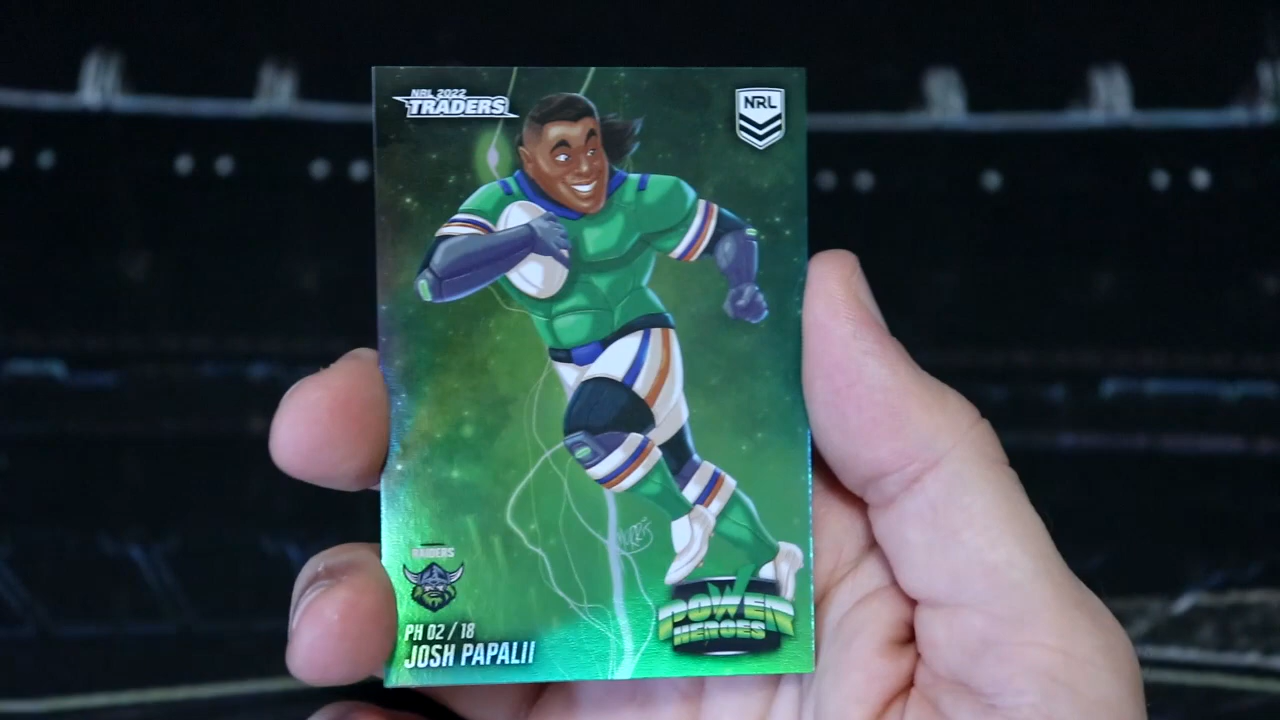 NRL 2022
TRADERS
NRL
RAIDERS
PH 02 / 18
JOSH PAPALII
POWER
HEROES